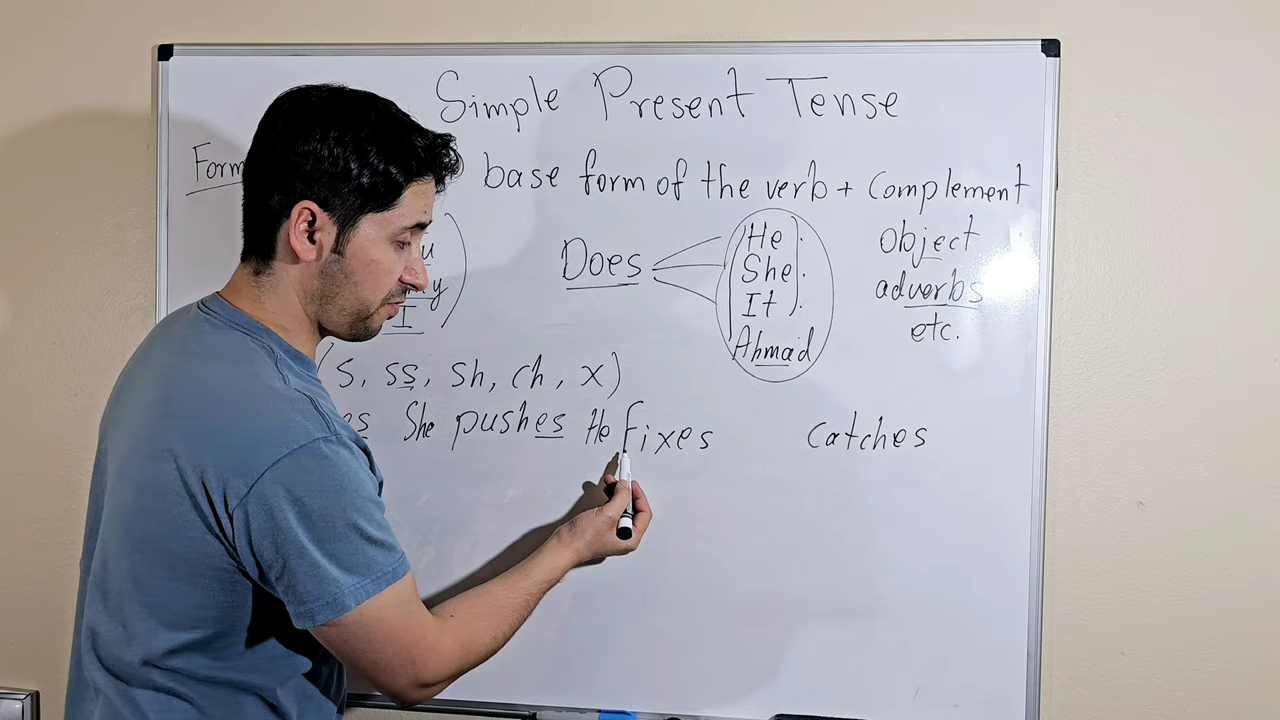 Simple Present Tense
Form base form of the verb + Complement
u Does He object
y She adverbs
I It etc.
Ahmad
(s, ss, sh, ch, x)
es She pushes He fixes catches